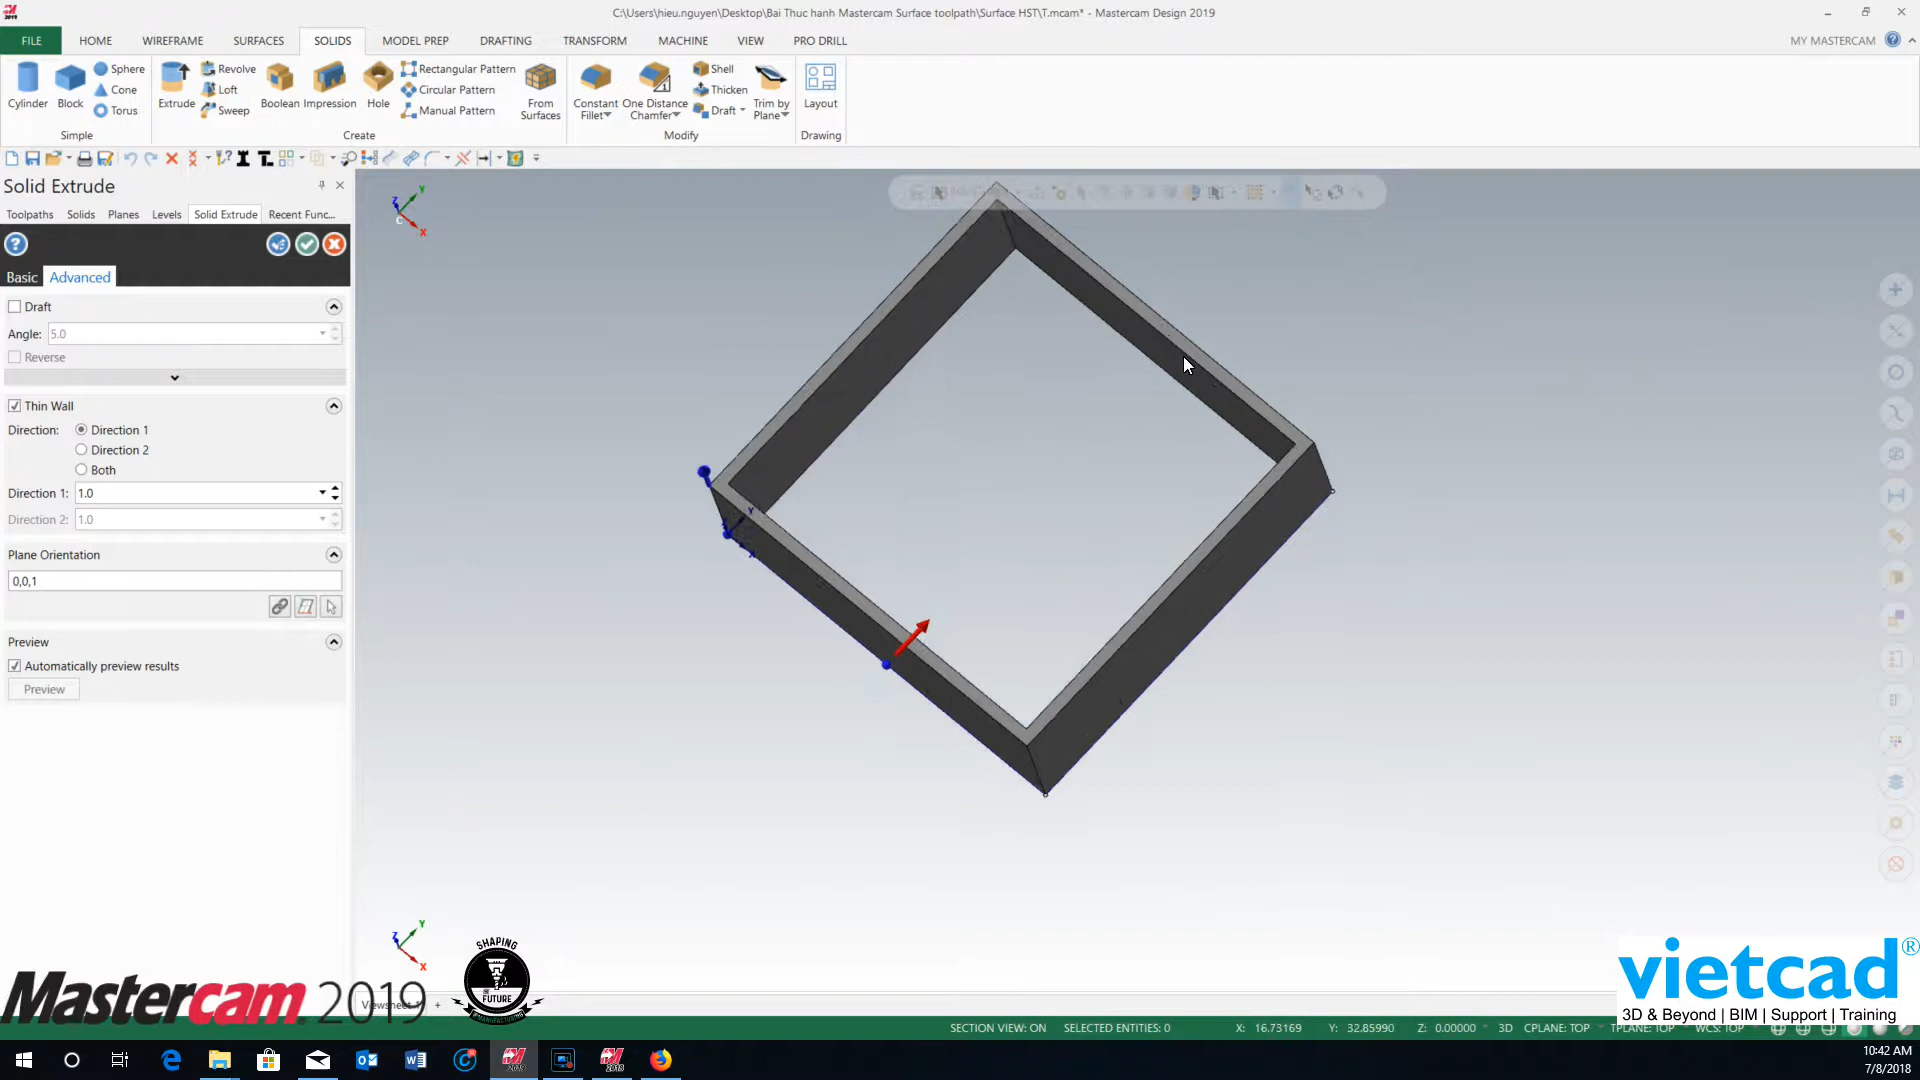 C:\Users\hieu.nguyen\Desktop\Bai Thuc hanh Mastercam Surface toolpath\Surface HST\T.mcam* - Mastercam Design 2019
FILE HOME WIREFRAME SURFACES SOLIDS MODEL PREP DRAFTING TRANSFORM MACHINE VIEW PRO DRILL MY MASTERCAM
Cylinder Block
Sphere
Cone
Torus
Simple
Extrude
Revolve
Loft
Sweep
Boolean Impression Hole
Rectangular Pattern
Circular Pattern
Manual Pattern
From Surfaces
Create
Constant Fillet
One Distance Chamfer
Shell
Thicken
Draft
Trim by Plane
Modify
Layout
Drawing
Solid Extrude
Toolpaths Solids Planes Levels Solid Extrude Recent Func...
Basic Advanced
Draft
Angle: 5.0
Reverse
Thin Wall
Direction: Direction 1
Direction 2
Both
Direction 1: 1.0
Direction 2: 1.0
Plane Orientation
0,0,1
Preview
Automatically preview results
Preview
Z Y
X
Y
X
Z Y
X
SHAPING
FUTURE
Mastercam. 2019
vietcad®
3D & Beyond | BIM | Support | Training
SECTION VIEW: ON SELECTED ENTITIES: 0 X: 16.73169 Y: 32.85990 Z: 0.00000 3D CPLANE: TOP TPLANE: TOP WCS: TOP
10:42 AM
7/8/2018